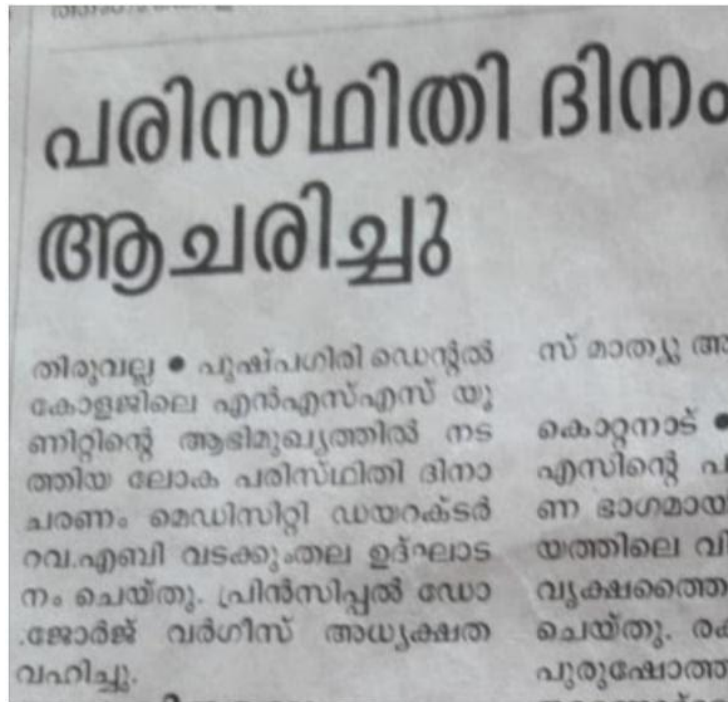 പരിസ്ഥിതി ദിനം
ആചരിച്ചു
തിരുവല്ല ● പുഷ്പഗിരി ഡെന്റൽ
കോളജിലെ എൻഎസ്എസ് യൂ
ണിറ്റിന്റെ ആഭിമുഖ്യത്തിൽ നട
ത്തിയ ലോക പരിസ്ഥിതി ദിനാ
ചരണം മെഡിസിറ്റി ഡയറക്ടർ
റവ.എബി വടക്കുംതല ഉദ്ഘാട
നം ചെയ്തു. പ്രിൻസിപ്പൽ ഡോ
.ജോർജ് വർഗീസ് അധ്യക്ഷത
വഹിച്ചു.
സ് മാത്യു അ
കൊറ്റനാട് ●
എസിന്റെ പ
ണ ഭാഗമായ
യത്തിലെ വി
വൃക്ഷത്തൈ
ചെയ്തു. രക്
പുരുഷോത്ത